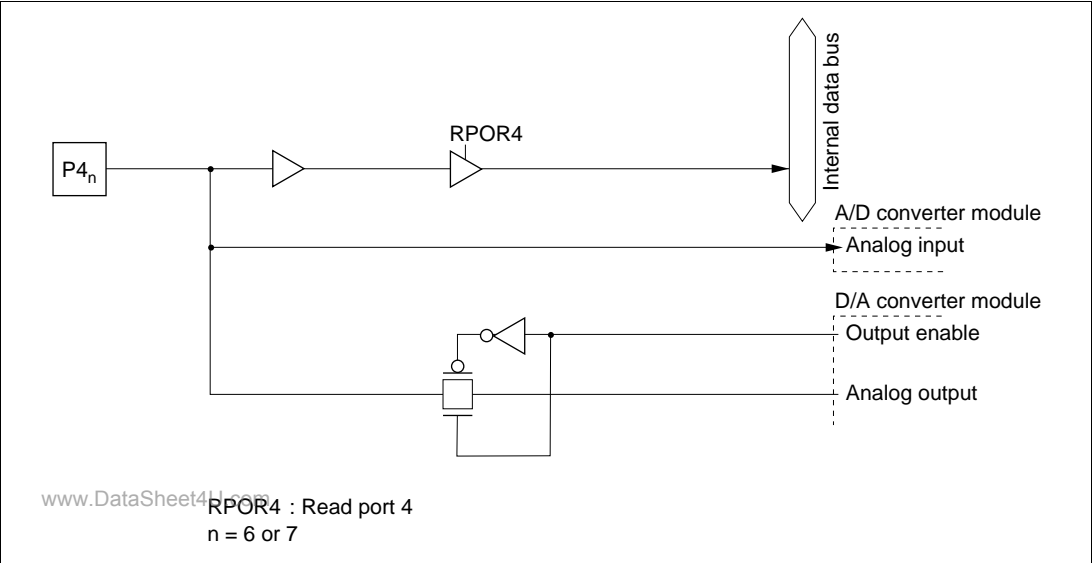 Internal data bus
RPOR4
P4n
A/D converter module
Analog input
D/A converter module
Output enable
Analog output
www.DataSheet4U.com
RPOR4 : Read port 4
n = 6 or 7